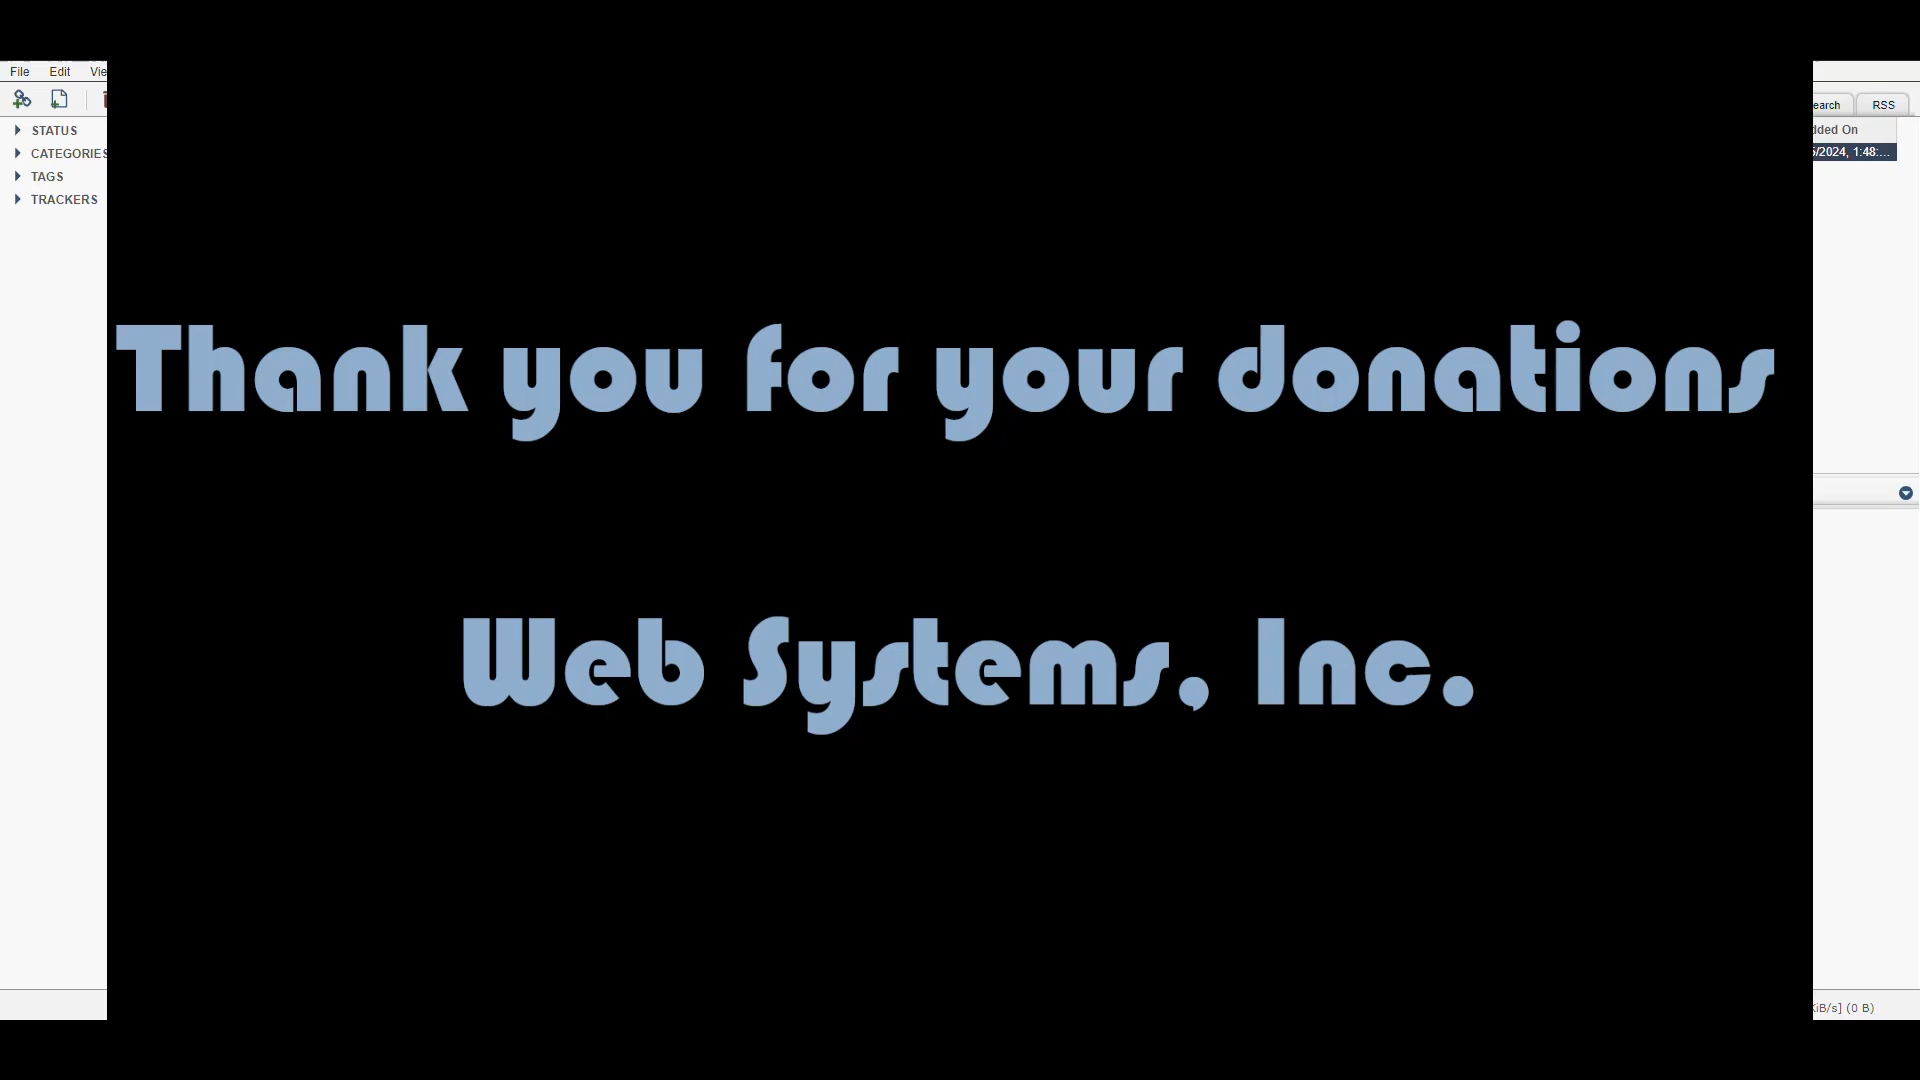 File Edit
RSS
STATUS
CATEGORIES
TAGS
TRACKERS
Thank you for your donations
Web Systems, Inc.
(0 B)